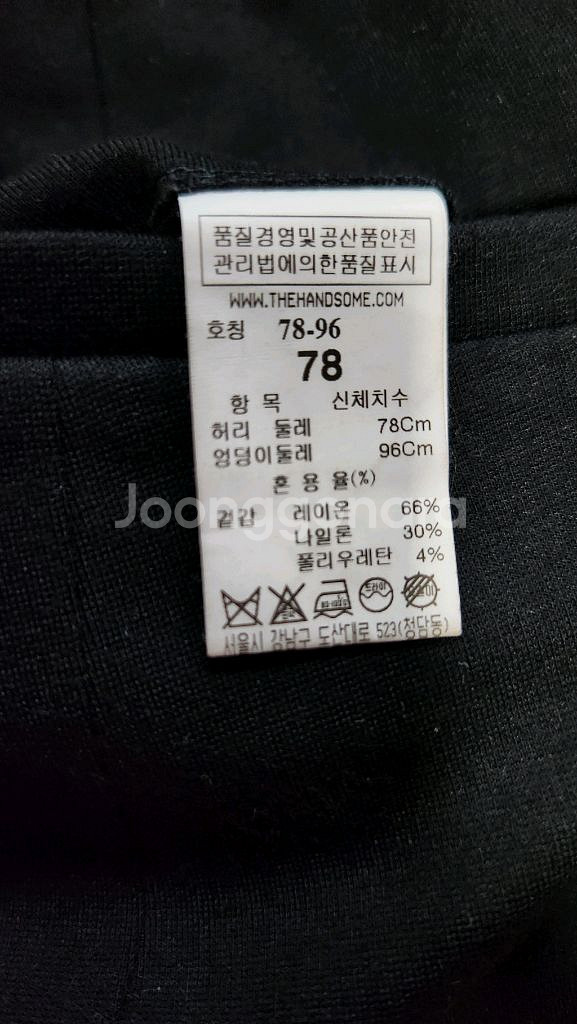 품질경영및공산품안전
관리법에의한품질표시
WWW.THEHANDSOME.COM
호칭 78-96
78
항 목 신체치수
허리 둘레 78Cm
엉덩이둘레 96Cm
혼 용 율(%)
겉감 레이온 66%
나일론 30%
폴리우레탄 4%
드라이
서울시 강남구 도산대로 523(청담동)
Joonggonara